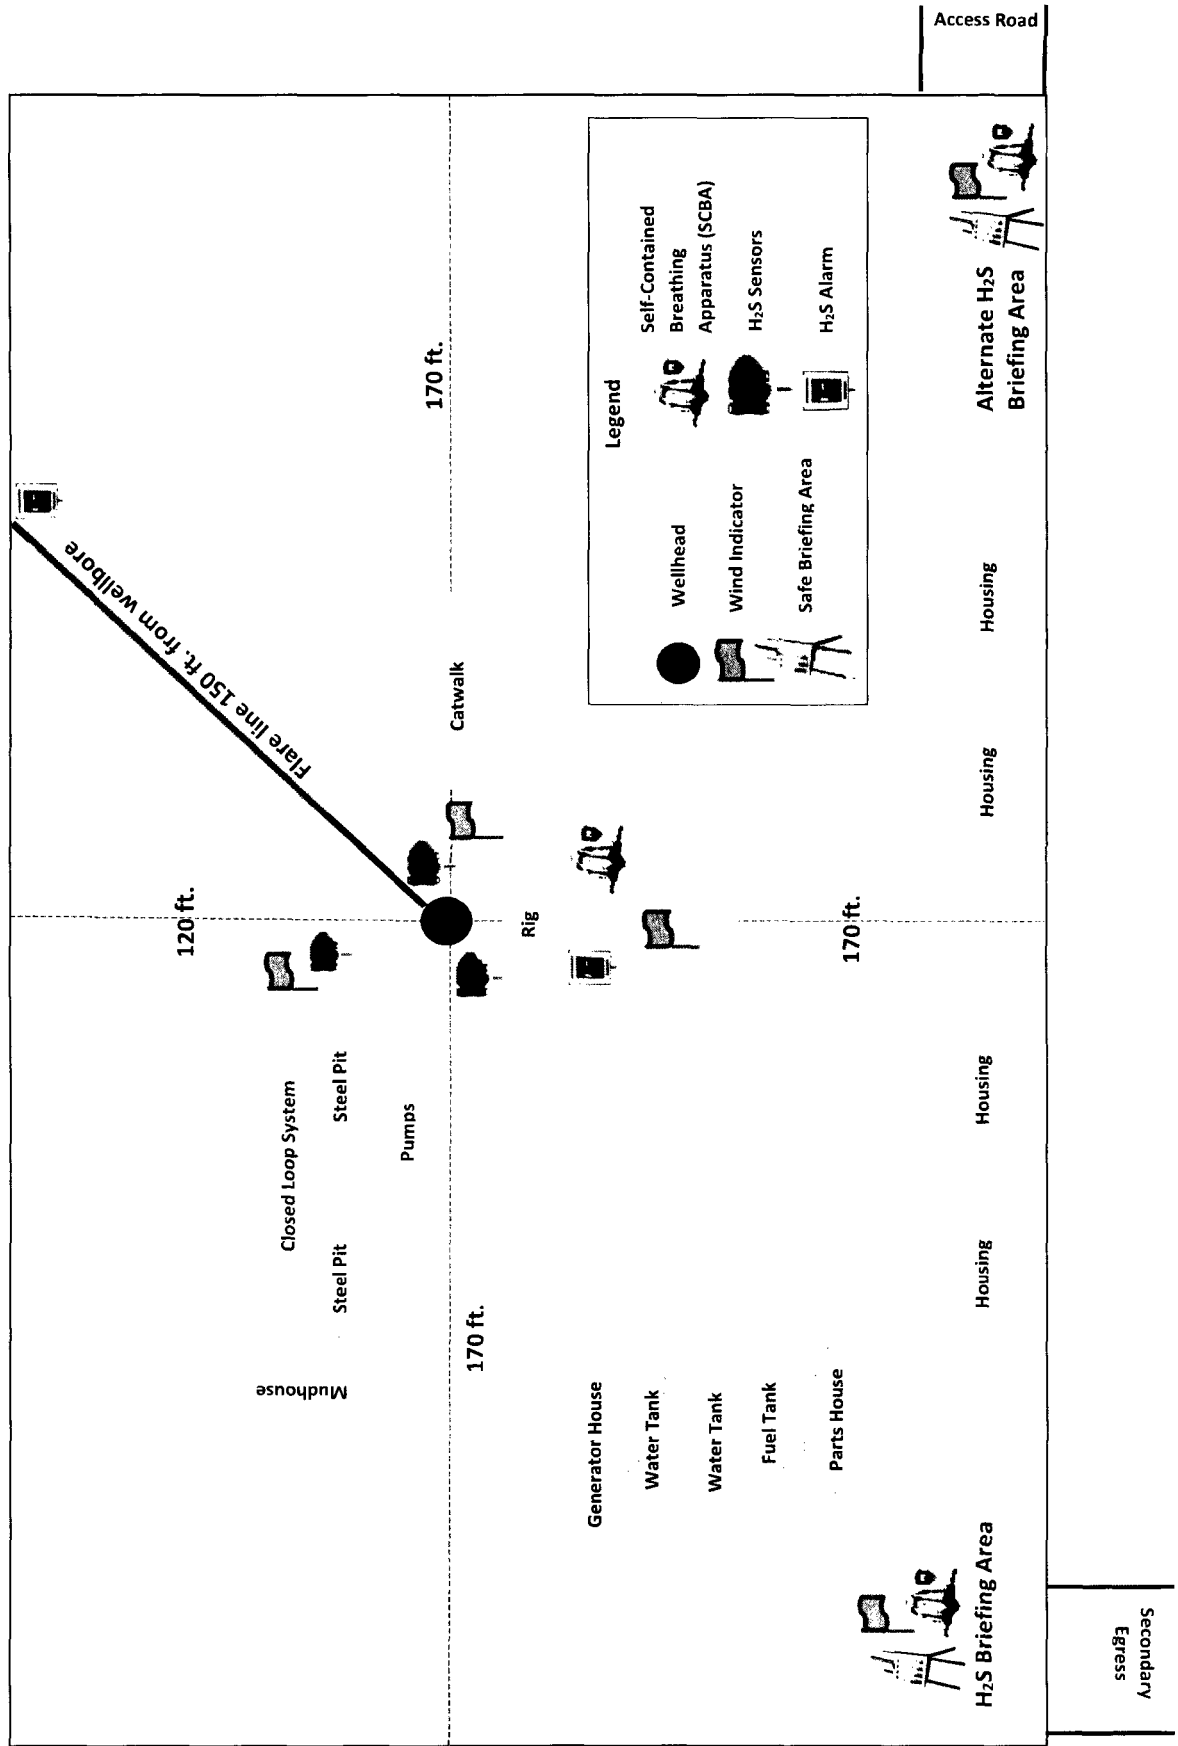 Access Road
170 ft.
Flare line 150 ft. from wellbore
120 ft.
Catwalk
Legend
Self-Contained
Breathing
Apparatus (SCBA)
H₂S Sensors
H₂S Alarm
Wellhead
Wind Indicator
Safe Briefing Area
Alternate H₂S
Briefing Area
Housing
Housing
Rig
170 ft.
Closed Loop System
Steel Pit
Steel Pit
Pumps
Mudhouse
170 ft.
Housing
Housing
Generator House
Water Tank
Water Tank
Fuel Tank
Parts House
H₂S Briefing Area
Secondary
Egress